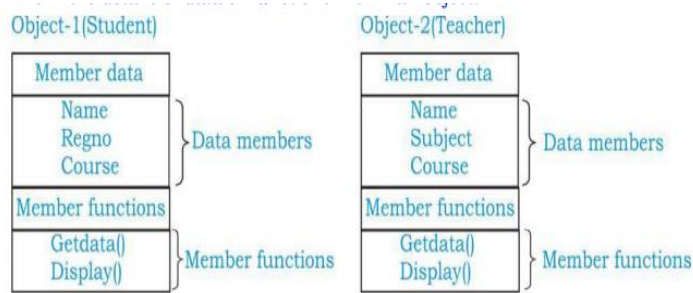 Object-1(Student)
Member data
Name
Regno
Course
Data members
Member functions
Getdata()
Display()
Member functions
Object-2(Teacher)
Member data
Name
Subject
Course
Data members
Member functions
Getdata()
Display()
Member functions